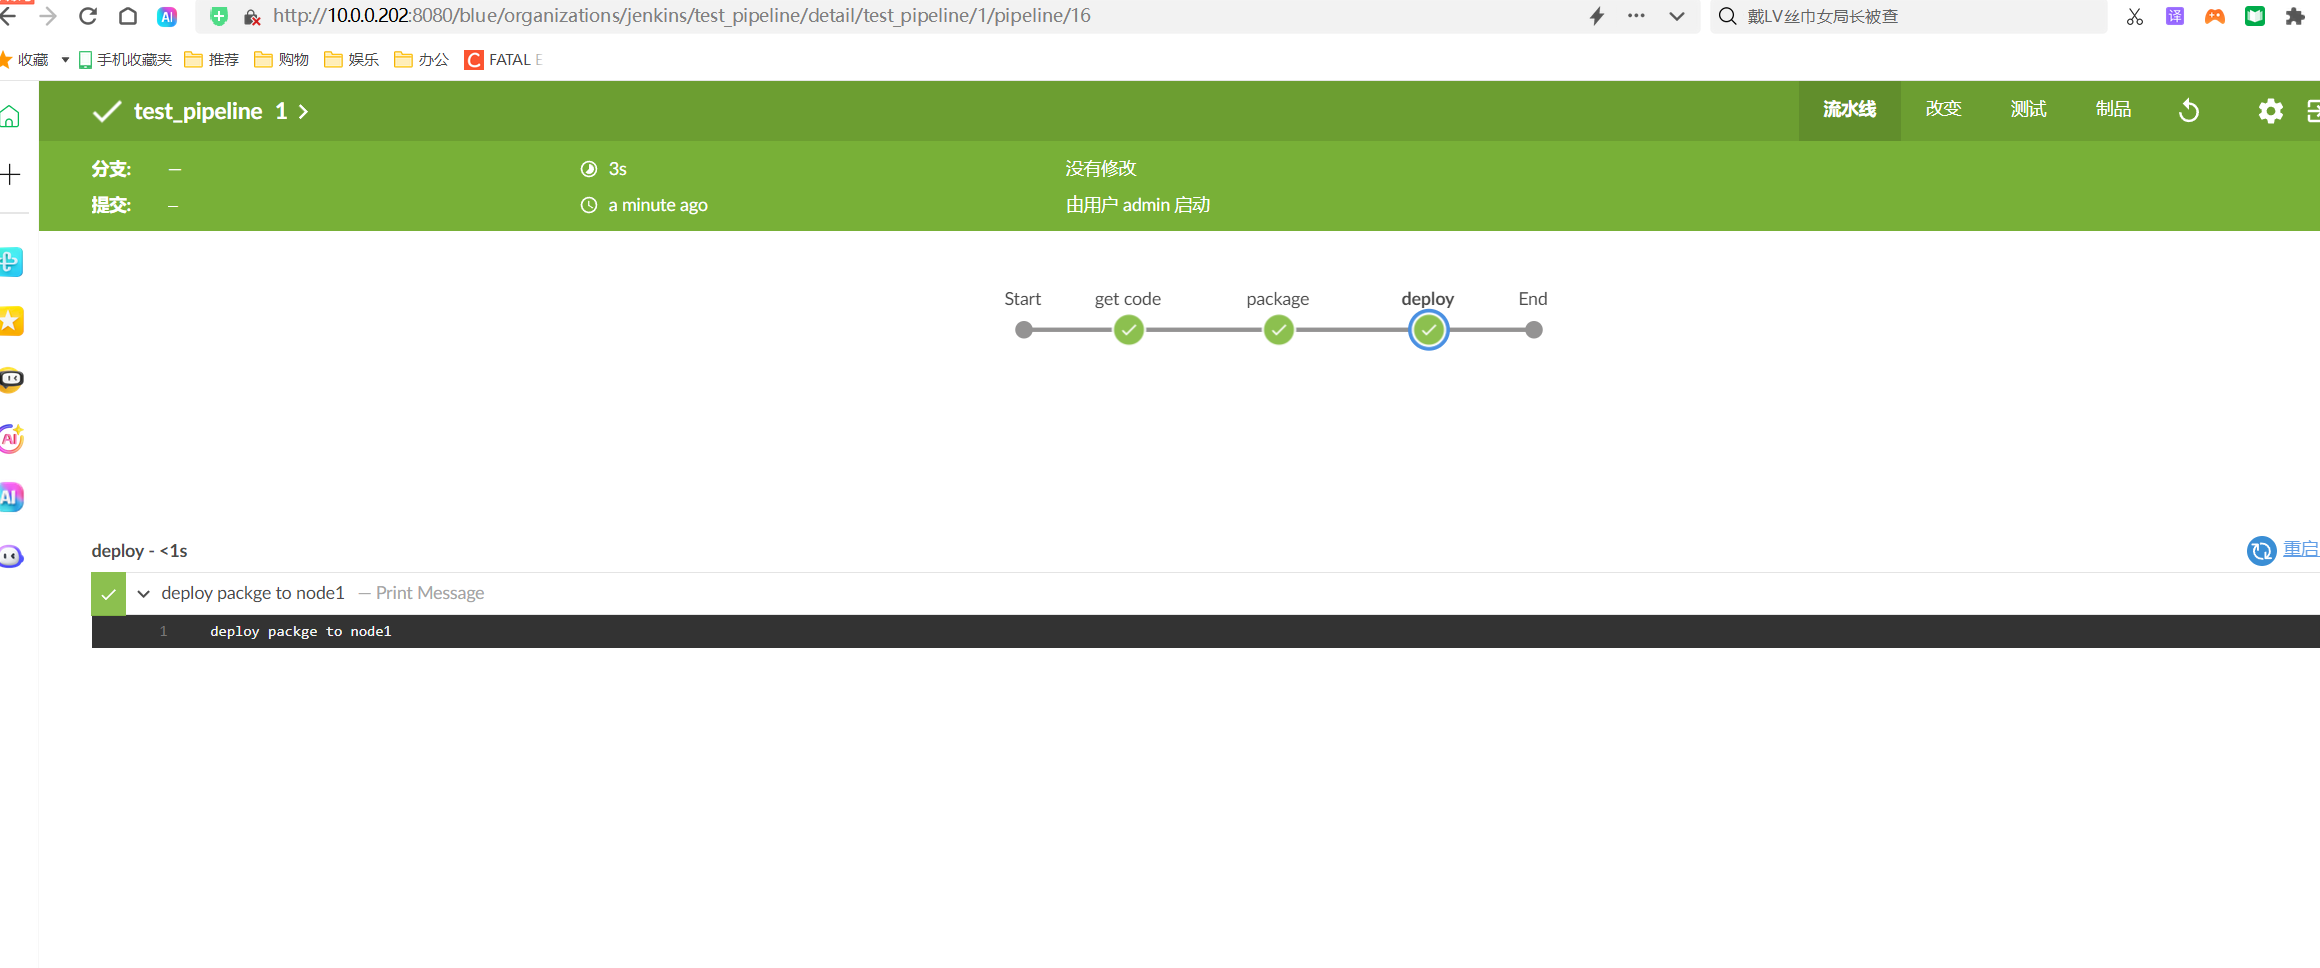 http://10.0.0.202:8080/blue/organizations/jenkins/test_pipeline/detail/test_pipeline/1/pipeline/16
戴LV丝巾女局长被查
译
AI
收藏
手机收藏夹
推荐
购物
娱乐
办公
C FATAL E
test_pipeline 1
流水线
改变
测试
制品
分支: —
3s
没有修改
提交: —
a minute ago
由用户 admin 启动
Start
get code
package
deploy
End
AI
AI
deploy - <1s
重启
deploy packge to node1 — Print Message
1 deploy packge to node1